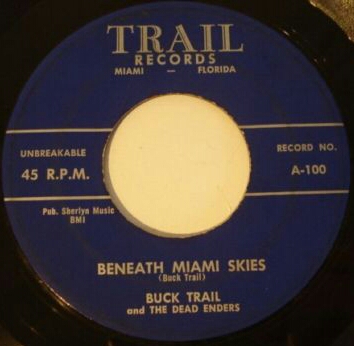 TRAIL
RECORDS
MIAMI — FLORIDA
UNBREAKABLE
45 R.P.M.
RECORD NO.
A-100
Pub. Sherlyn Music
BMI
BENEATH MIAMI SKIES
(Buck Trail)
BUCK TRAIL
and THE DEAD ENDERS